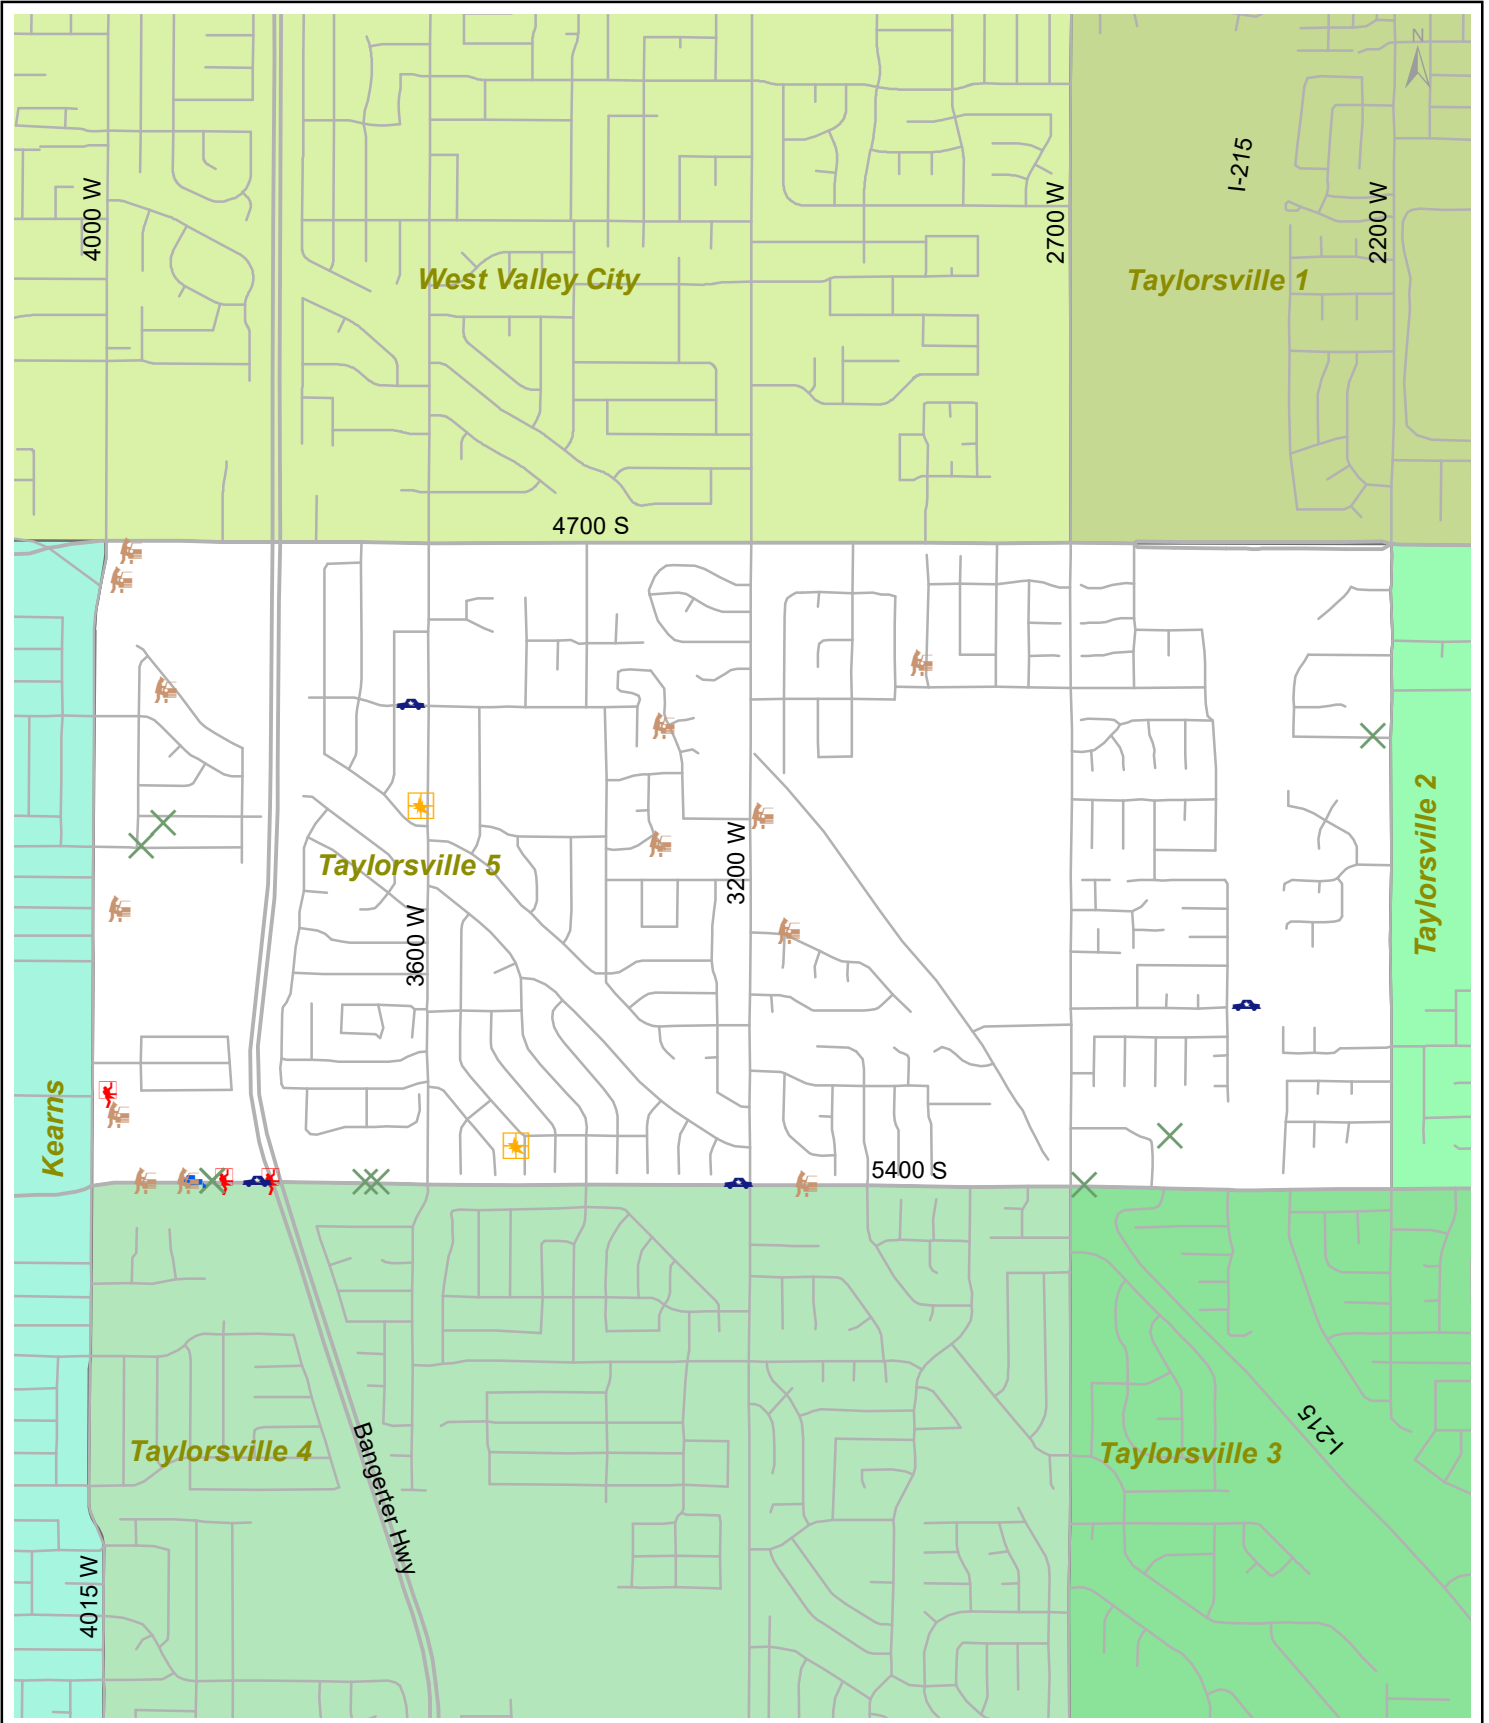 N
I-215
4000 W
2700 W
2200 W
West Valley City
Taylorsville 1
4700 S
Taylorsville 2
3200 W
Taylorsville 5
3600 W
Kearns
5400 S
I-215
Bangerter Hwy
Taylorsville 4
Taylorsville 3
4015 W